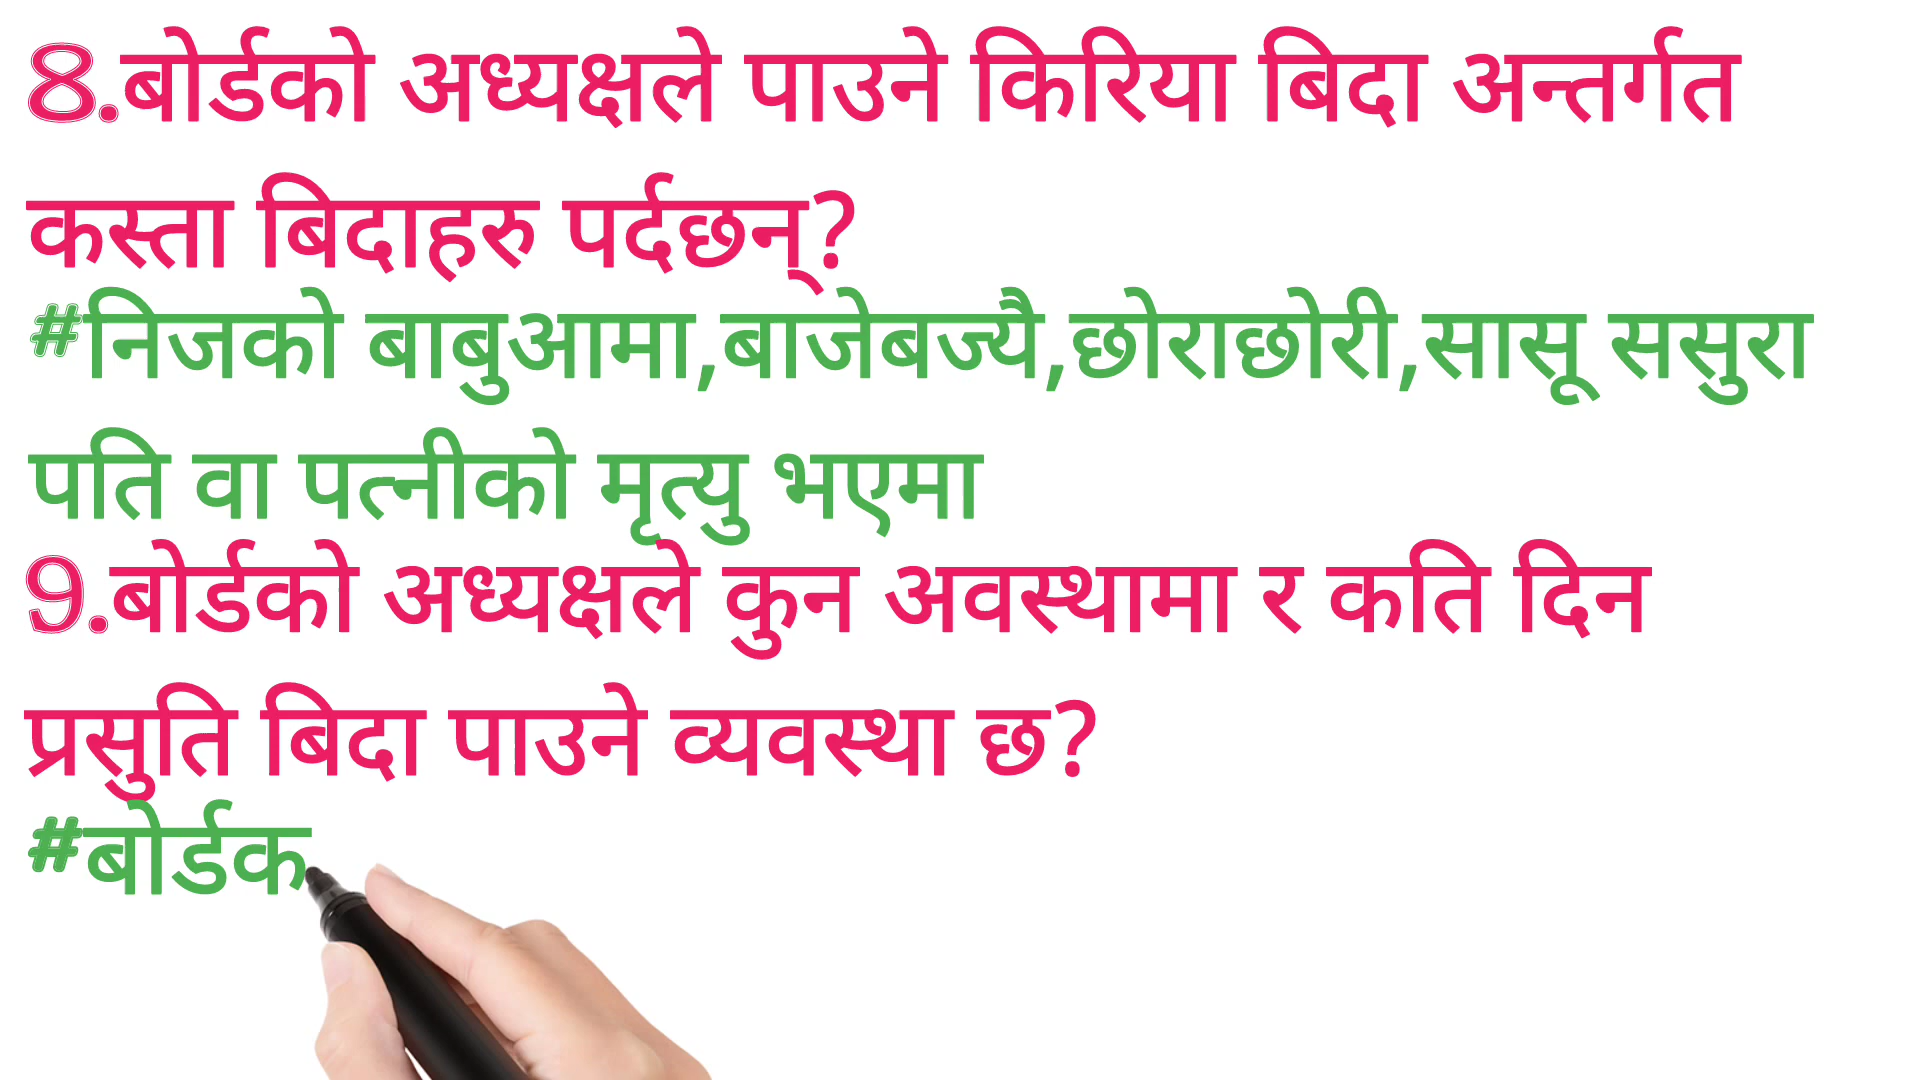 8.बोर्डको अध्यक्षले पाउने किरिया बिदा अन्तर्गत
कस्ता बिदाहरु पर्दछन्?
#निजको बाबुआमा,बाजेबज्यै,छोराछोरी,सासू ससुरा
पति वा पत्नीको मृत्यु भएमा
9.बोर्डको अध्यक्षले कुन अवस्थामा र कति दिन
प्रसुति बिदा पाउने व्यवस्था छ?
#बोर्डक